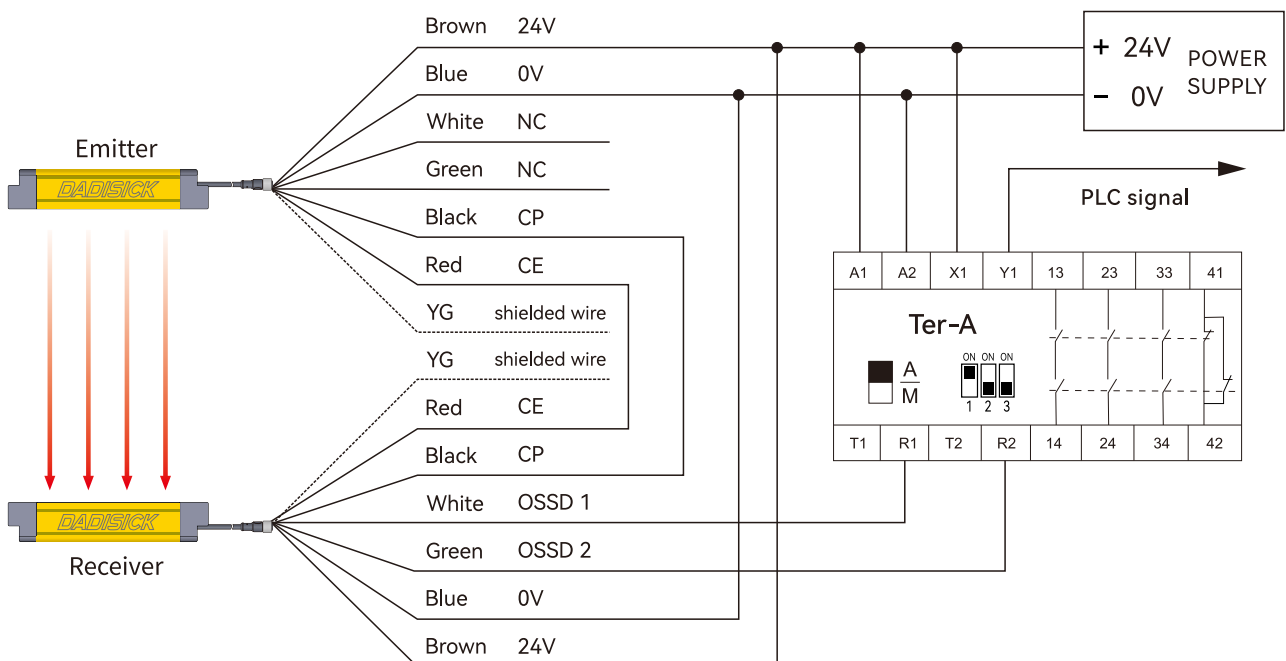 Brown 24V
Blue 0V
White NC
Green NC
Black CP
Red CE
YG shielded wire
YG shielded wire
Red CE
Black CP
White OSSD 1
Green OSSD 2
Blue 0V
Brown 24V
Emitter
DADISICK
DADISICK
Receiver
+ 24V
- 0V
POWER
SUPPLY
PLC signal
A1 A2 X1 Y1 13 23 33 41
Ter-A
A
M
ON ON ON
1 2 3
T1 R1 T2 R2 14 24 34 42